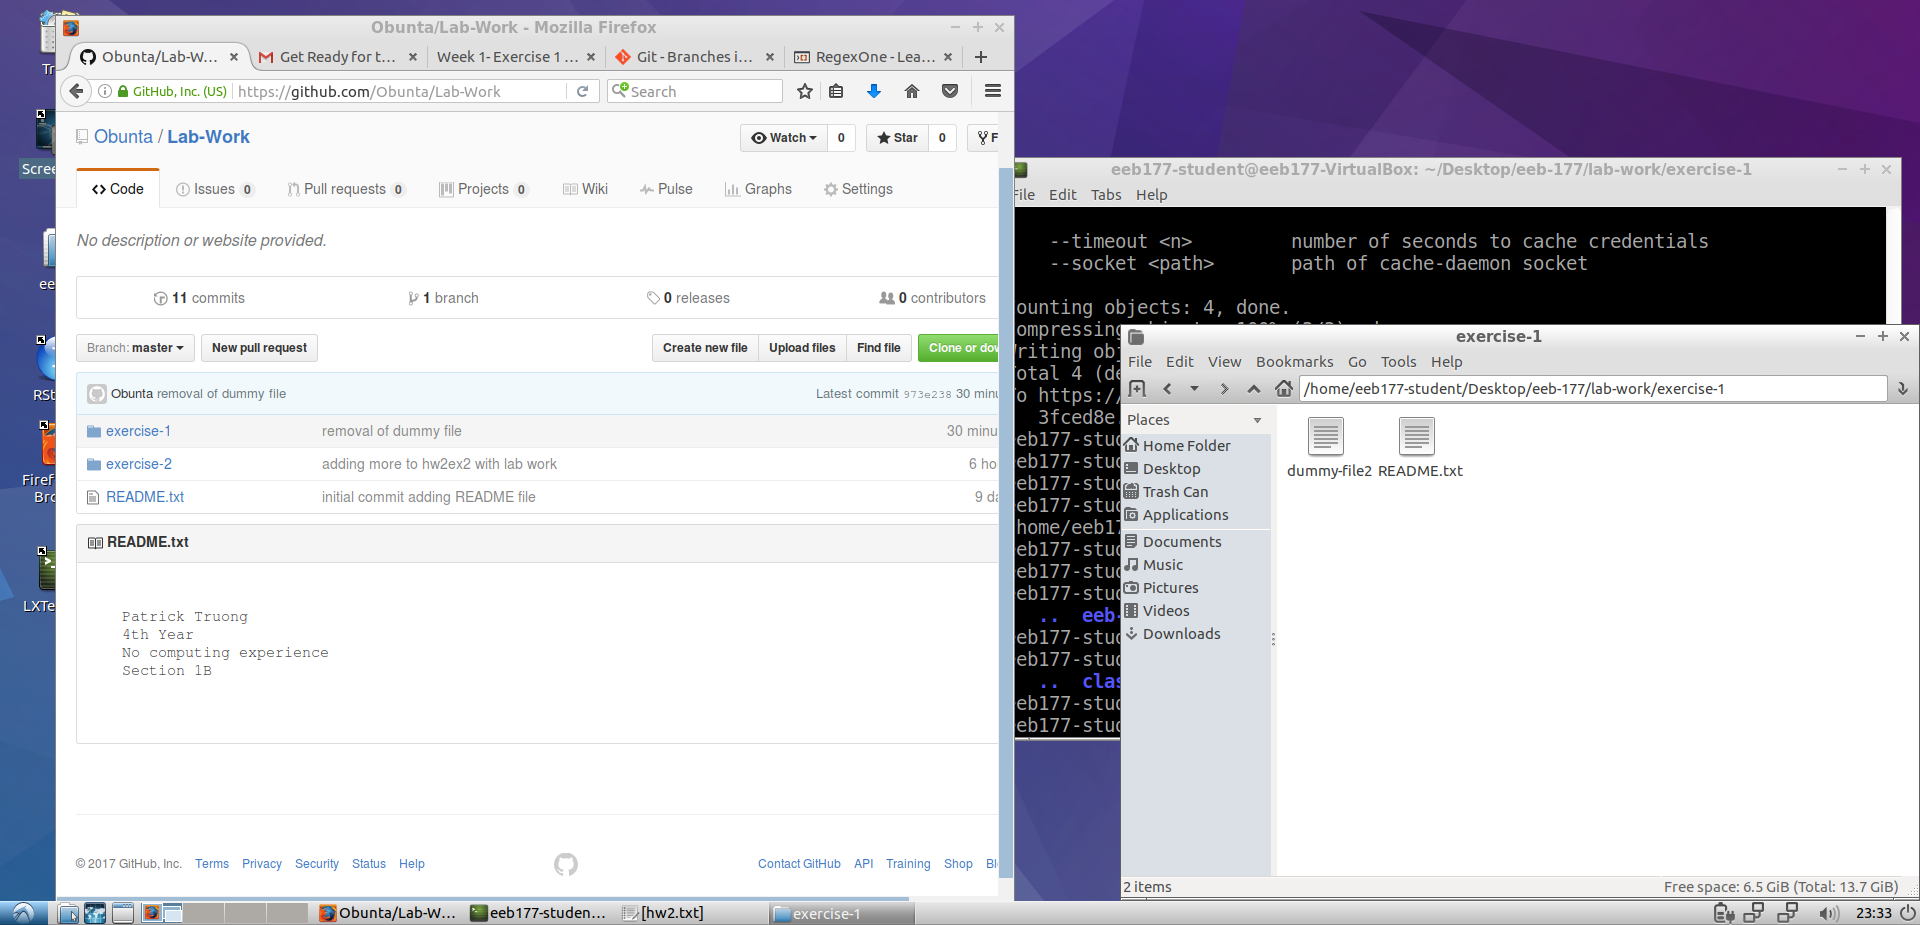 Obunta/Lab-Work - Mozilla Firefox
Obunta/Lab-W...
Get Ready for t...
Week 1- Exercise 1 ...
Git - Branches i...
RegexOne - Lea...
GitHub, Inc. (US)
https://github.com/Obunta/Lab-Work
Search
Obunta / Lab-Work
Watch 0
Star 0
F
Code
Issues 0
Pull requests 0
Projects 0
Wiki
Pulse
Graphs
Settings
No description or website provided.
11 commits
1 branch
0 releases
0 contributors
Branch: master
New pull request
Create new file
Upload files
Find file
Clone or dow
Obunta removal of dummy file
Latest commit 973e238 30 minu
exercise-1 removal of dummy file 30 minu
exercise-2 adding more to hw2ex2 with lab work 6 ho
README.txt initial commit adding README file 9 da
README.txt
Patrick Truong
4th Year
No computing experience
Section 1B
© 2017 GitHub, Inc. Terms Privacy Security Status Help
Contact GitHub API Training Shop Bl
Tr
Scree
ee
RSt
Firef
Bro
LXTe
eeb177-student@eeb177-VirtualBox: ~/Desktop/eeb-177/lab-work/exercise-1
File Edit Tabs Help
--timeout <n> number of seconds to cache credentials
--socket <path> path of cache-daemon socket
ounting objects: 4, done.
ompressing
riting obj
otal 4 (de
o https://
3fced8e.
eb177-stud
eb177-stud
eb177-stud
eb177-stud
home/eeb17
eb177-stud
eb177-stud
eb177-stud
.. eeb-
eb177-stud
eb177-stud
.. clas
eb177-stud
eb177-stud
exercise-1
File Edit View Bookmarks Go Tools Help
/home/eeb177-student/Desktop/eeb-177/lab-work/exercise-1
Places
Home Folder
Desktop
Trash Can
Applications
Documents
Music
Pictures
Videos
Downloads
dummy-file2 README.txt
2 items
Free space: 6.5 GiB (Total: 13.7 GiB)
Obunta/Lab-W...
eeb177-studen...
[hw2.txt]
exercise-1
23:33